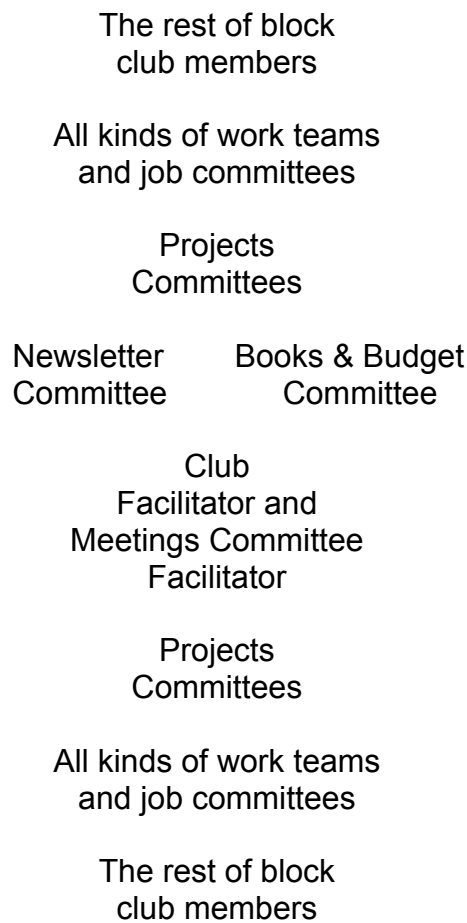 The rest of block
club members
All kinds of work teams
and job committees
Projects
Committees
Newsletter Books & Budget
Committee Committee
Club
Facilitator and
Meetings Committee
Facilitator
Projects
Committees
All kinds of work teams
and job committees
The rest of block
club members